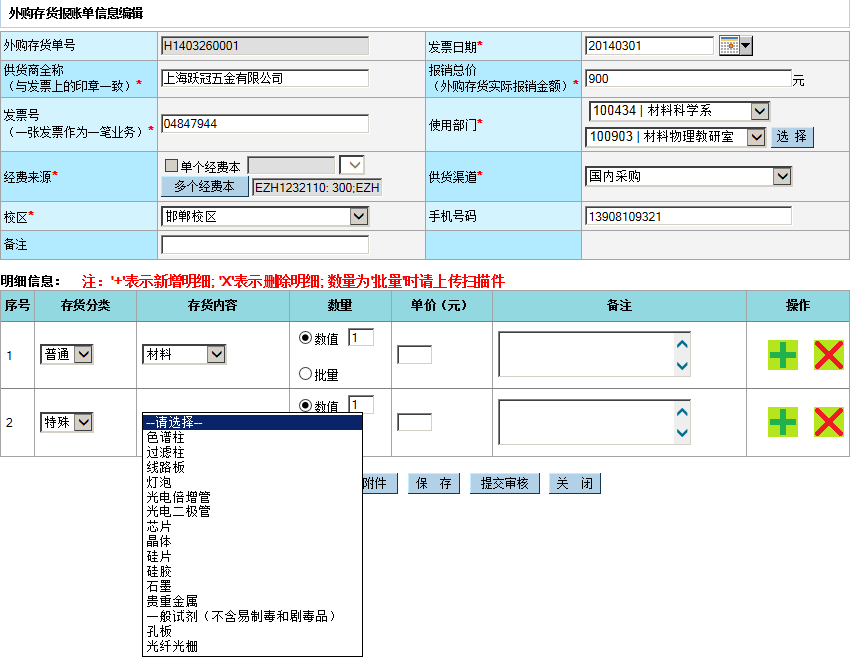 外购存货报账单信息编辑
外购存货单号 H1403260001 发票日期* 20140301
供货商全称
（与发票上的印章一致）* 上海跃冠五金有限公司 报销总价
（外购存货实际报销金额）* 900 元
发票号
（一张发票作为一笔业务）* 04847944 使用部门* 100434 | 材料科学系
100903 | 材料物理教研室 选 择
经费来源* 单个经费本 供货渠道* 国内采购
多个经费本 EZH1232110: 300;EZH
校区* 邯郸校区 手机号码 13908109321
备注
明细信息： 注：'+'表示新增明细; 'X'表示删除明细; 数量为'批量'时请上传扫描件
序号 存货分类 存货内容 数量 单价（元） 备注 操作
1 普通 材料 数值 1
批量
2 特殊 数值 1
--请选择--
色谱柱
过滤柱
线路板
灯泡
光电倍增管
光电二极管
芯片
晶体
硅片
硅胶
石墨
贵重金属
一般试剂（不含易制毒和剧毒品）
孔板
光纤光栅
附件 保 存 提交审核 关 闭